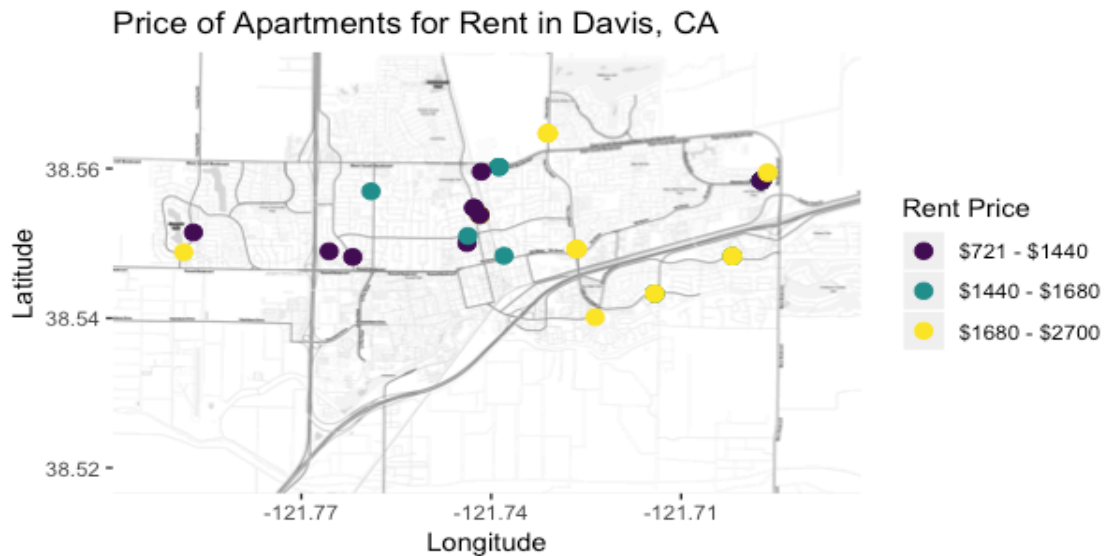 Price of Apartments for Rent in Davis, CA
Latitude
38.56
38.54
38.52
-121.77
-121.74
-121.71
Longitude
Rent Price
$721 - $1440
$1440 - $1680
$1680 - $2700